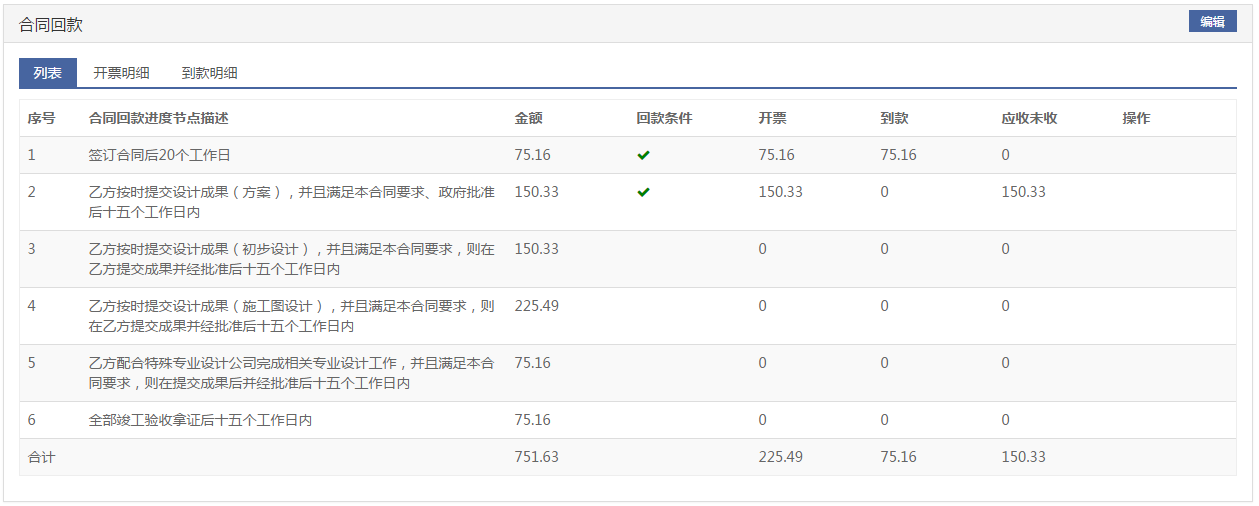 合同回款 编辑
列表 开票明细 到款明细
序号 合同回款进度节点描述 金额 回款条件 开票 到款 应收未收 操作
1 签订合同后20个工作日 75.16 75.16 75.16 0
2 乙方按时提交设计成果（方案），并且满足本合同要求、政府批准 150.33 150.33 0 150.33
后十五个工作日内
3 乙方按时提交设计成果（初步设计），并且满足本合同要求，则在 150.33 0 0 0
乙方提交成果并经批准后十五个工作日内
4 乙方按时提交设计成果（施工图设计），并且满足本合同要求，则 225.49 0 0 0
在乙方提交成果并经批准后十五个工作日内
5 乙方配合特殊专业设计公司完成相关专业设计工作，并且满足本合 75.16 0 0 0
同要求，则在提交成果后并经批准后十五个工作日内
6 全部竣工验收拿证后十五个工作日内 75.16 0 0 0
合计 751.63 225.49 75.16 150.33